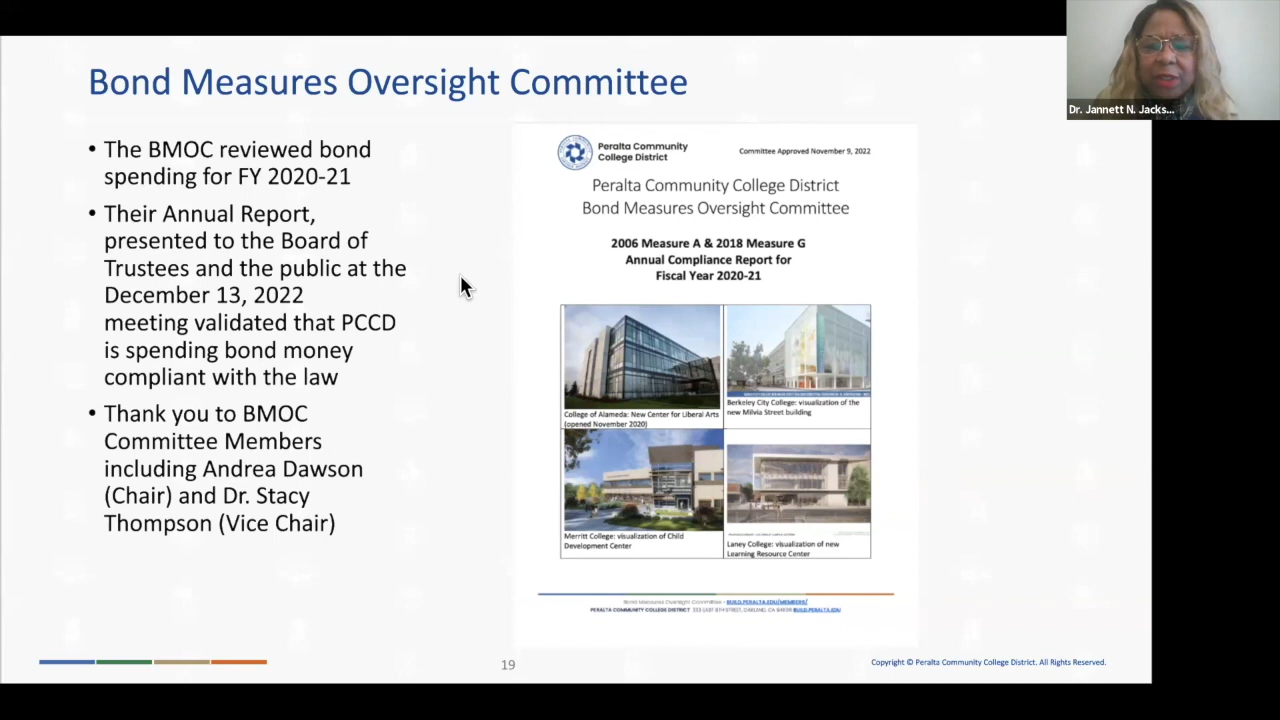 Bond Measures Oversight Committee
• The BMOC reviewed bond
spending for FY 2020-21
• Their Annual Report,
presented to the Board of
Trustees and the public at the
December 13, 2022
meeting validated that PCCD
is spending bond money
compliant with the law
• Thank you to BMOC
Committee Members
including Andrea Dawson
(Chair) and Dr. Stacy
Thompson (Vice Chair)
Peralta Community
College District
Committee Approved November 9, 2022
Peralta Community College District
Bond Measures Oversight Committee
2006 Measure A & 2018 Measure G
Annual Compliance Report for
Fiscal Year 2020-21
College of Alameda: New Center for Liberal Arts
(opened November 2020)
Berkeley City College: visualization of the
new Milvia Street building
Merritt College: visualization of Child
Development Center
Laney College: visualization of new
Learning Resource Center
Bond Measures Oversight Committee - BUILD.PERALTA.EDU/MEMBERS/
PERALTA COMMUNITY COLLEGE DISTRICT 333 EAST 8TH STREET, OAKLAND, CA 94606 BUILD.PERALTA.EDU
19
Copyright © Peralta Community College District. All Rights Reserved.
Dr. Jannett N. Jacks...